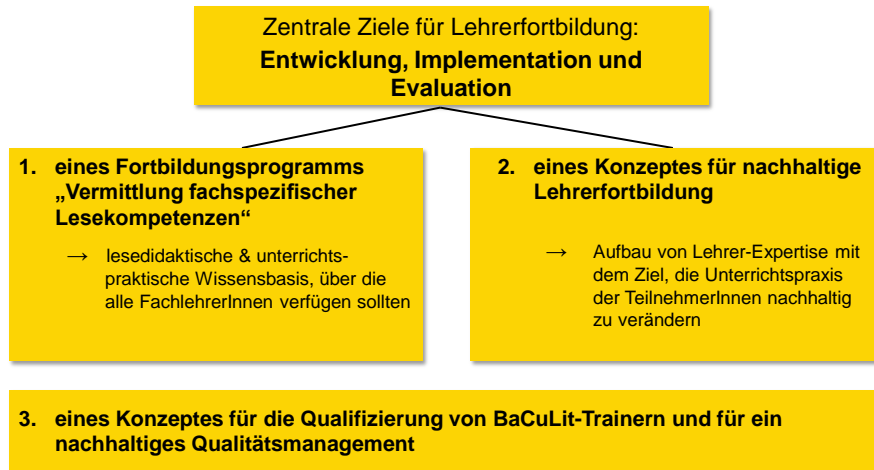 Zentrale Ziele für Lehrerfortbildung:
Entwicklung, Implementation und
Evaluation
1. eines Fortbildungsprogramms
„Vermittlung fachspezifischer
Lesekompetenzen“
→ lesedidaktische & unterrichts-
praktische Wissensbasis, über die
alle FachlehrerInnen verfügen sollten
2. eines Konzeptes für nachhaltige
Lehrerfortbildung
→ Aufbau von Lehrer-Expertise mit
dem Ziel, die Unterrichtspraxis
der TeilnehmerInnen nachhaltig
zu verändern
3. eines Konzeptes für die Qualifizierung von BaCuLit-Trainern und für ein
nachhaltiges Qualitätsmanagement